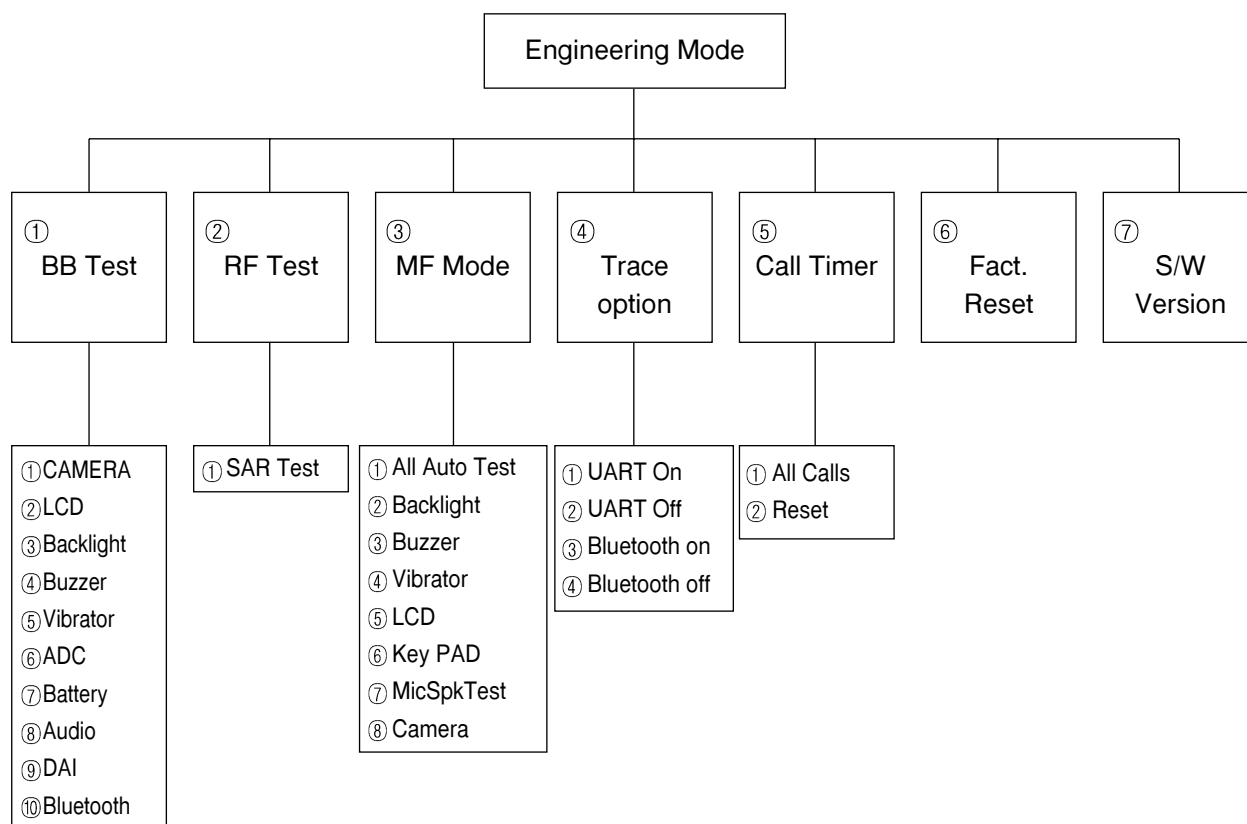 Engineering Mode
①
BB Test
②
RF Test
③
MF Mode
④
Trace
option
⑤
Call Timer
⑥
Fact.
Reset
⑦
S/W
Version
①CAMERA
②LCD
③Backlight
④Buzzer
⑤Vibrator
⑥ADC
⑦Battery
⑧Audio
⑨DAI
⑩Bluetooth
① SAR Test
① All Auto Test
② Backlight
③ Buzzer
④ Vibrator
⑤ LCD
⑥ Key PAD
⑦ MicSpkTest
⑧ Camera
① UART On
② UART Off
③ Bluetooth on
④ Bluetooth off
① All Calls
② Reset